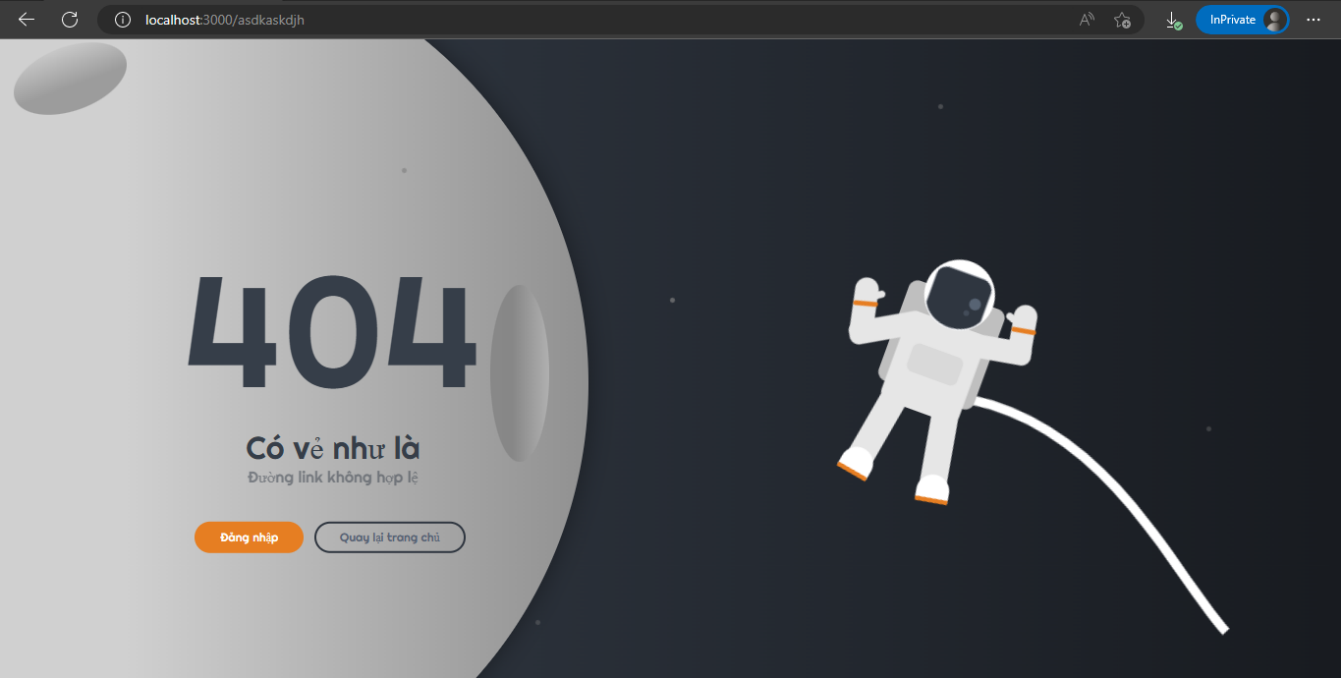 localhost:3000/asdkaskdjh
InPrivate
404
Có vẻ như là
Đường link không hợp lệ
Đăng nhập
Quay lại trang chủ